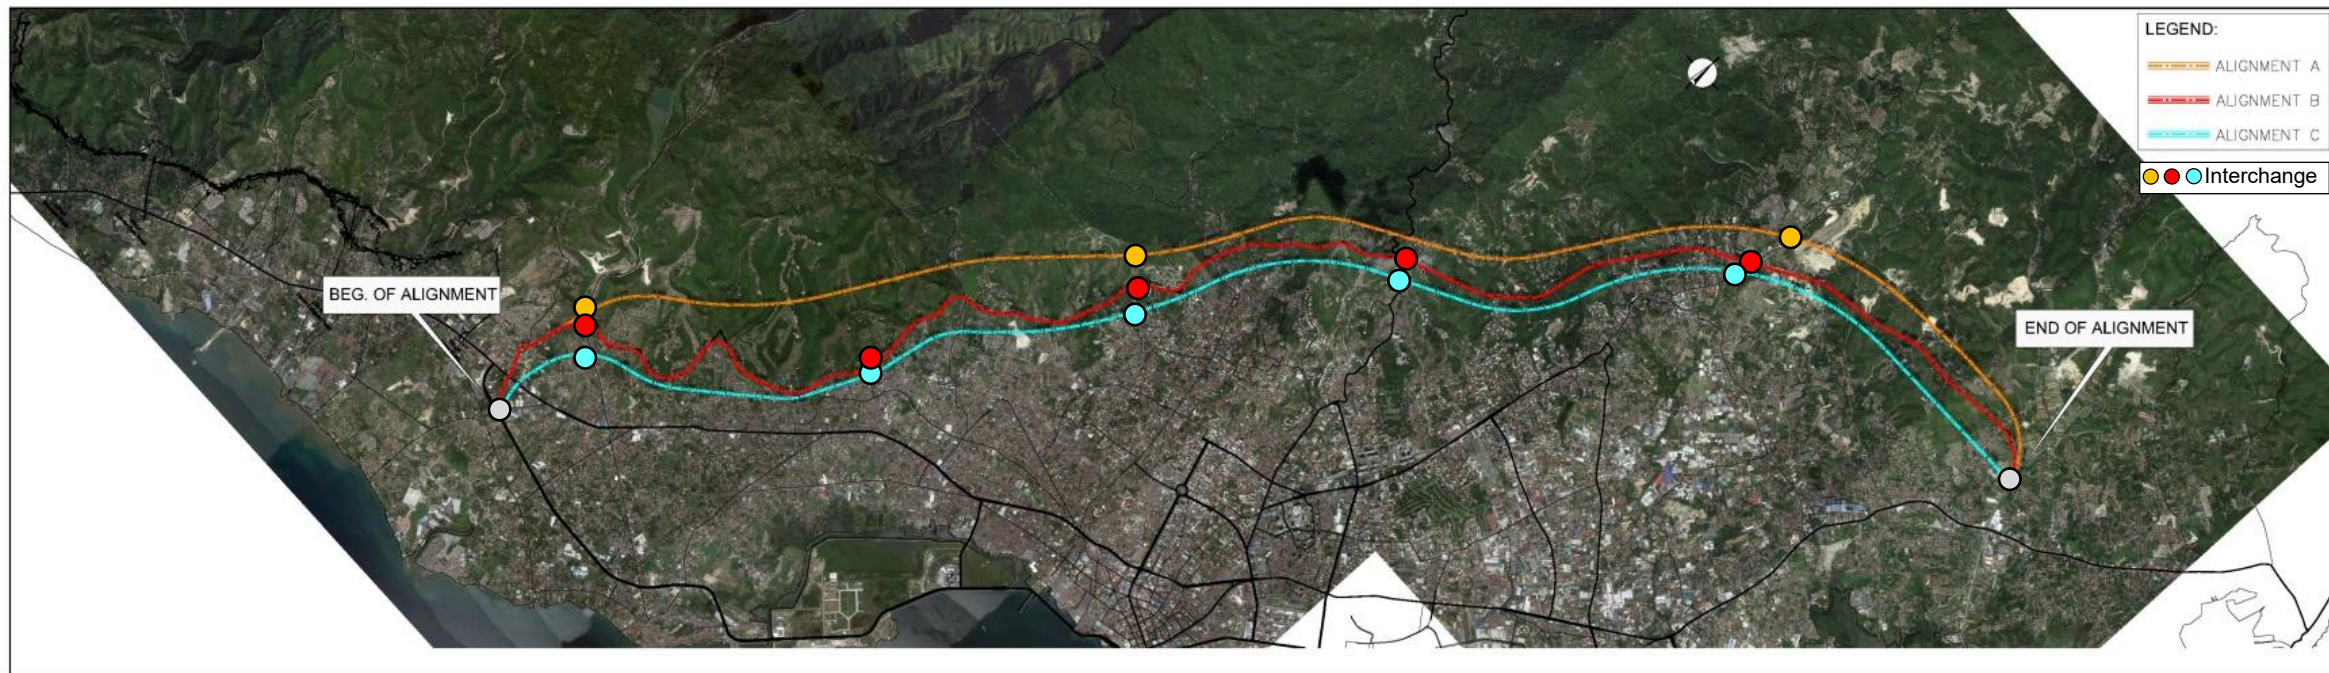 LEGEND:
ALIGNMENT A
ALIGNMENT B
ALIGNMENT C
Interchange
BEG. OF ALIGNMENT
END OF ALIGNMENT